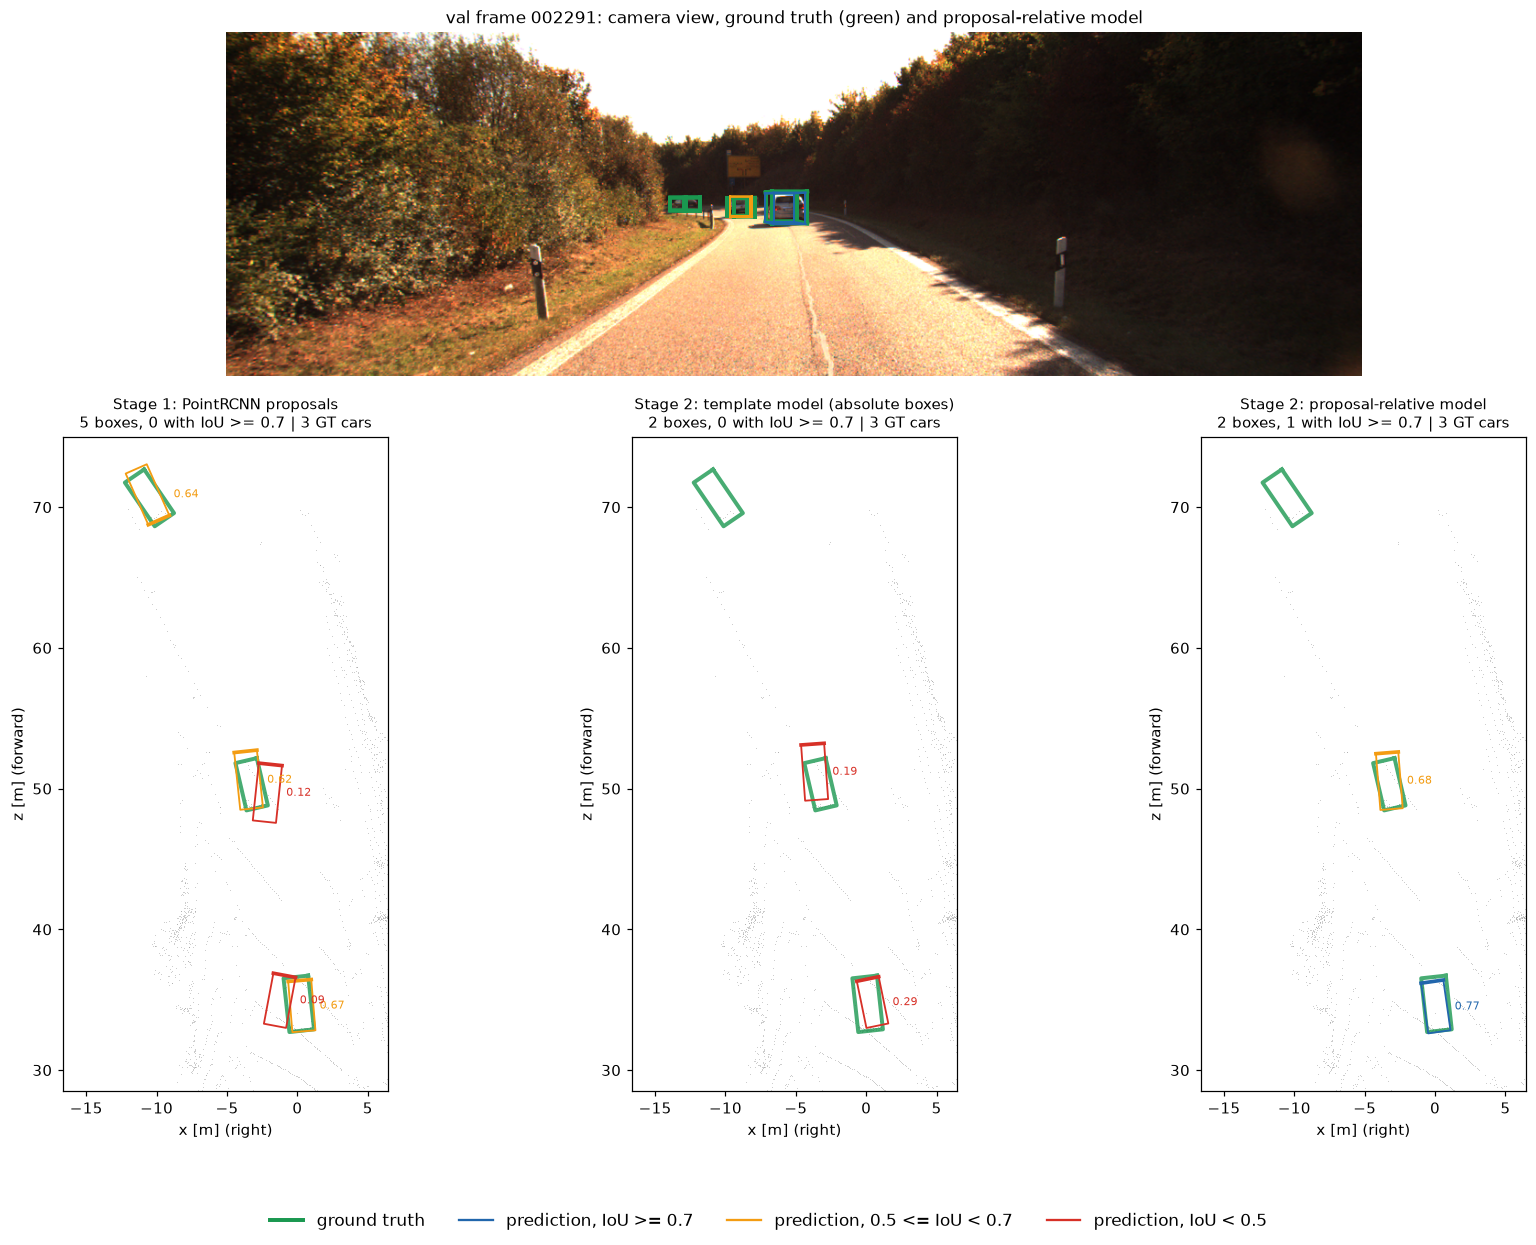 val frame 002291: camera view, ground truth (green) and proposal-relative model
Stage 1: PointRCNN proposals
5 boxes, 0 with IoU >= 0.7 | 3 GT cars
70
60
50
40
30
z [m] (forward)
0.64
0.52
0.12
0.09
0.67
−15
−10
−5
0
5
x [m] (right)
Stage 2: template model (absolute boxes)
2 boxes, 0 with IoU >= 0.7 | 3 GT cars
70
60
50
40
30
z [m] (forward)
0.19
0.29
−15
−10
−5
0
5
x [m] (right)
Stage 2: proposal-relative model
2 boxes, 1 with IoU >= 0.7 | 3 GT cars
70
60
50
40
30
z [m] (forward)
0.68
0.77
−15
−10
−5
0
5
x [m] (right)
ground truth
prediction, IoU >= 0.7
prediction, 0.5 <= IoU < 0.7
prediction, IoU < 0.5